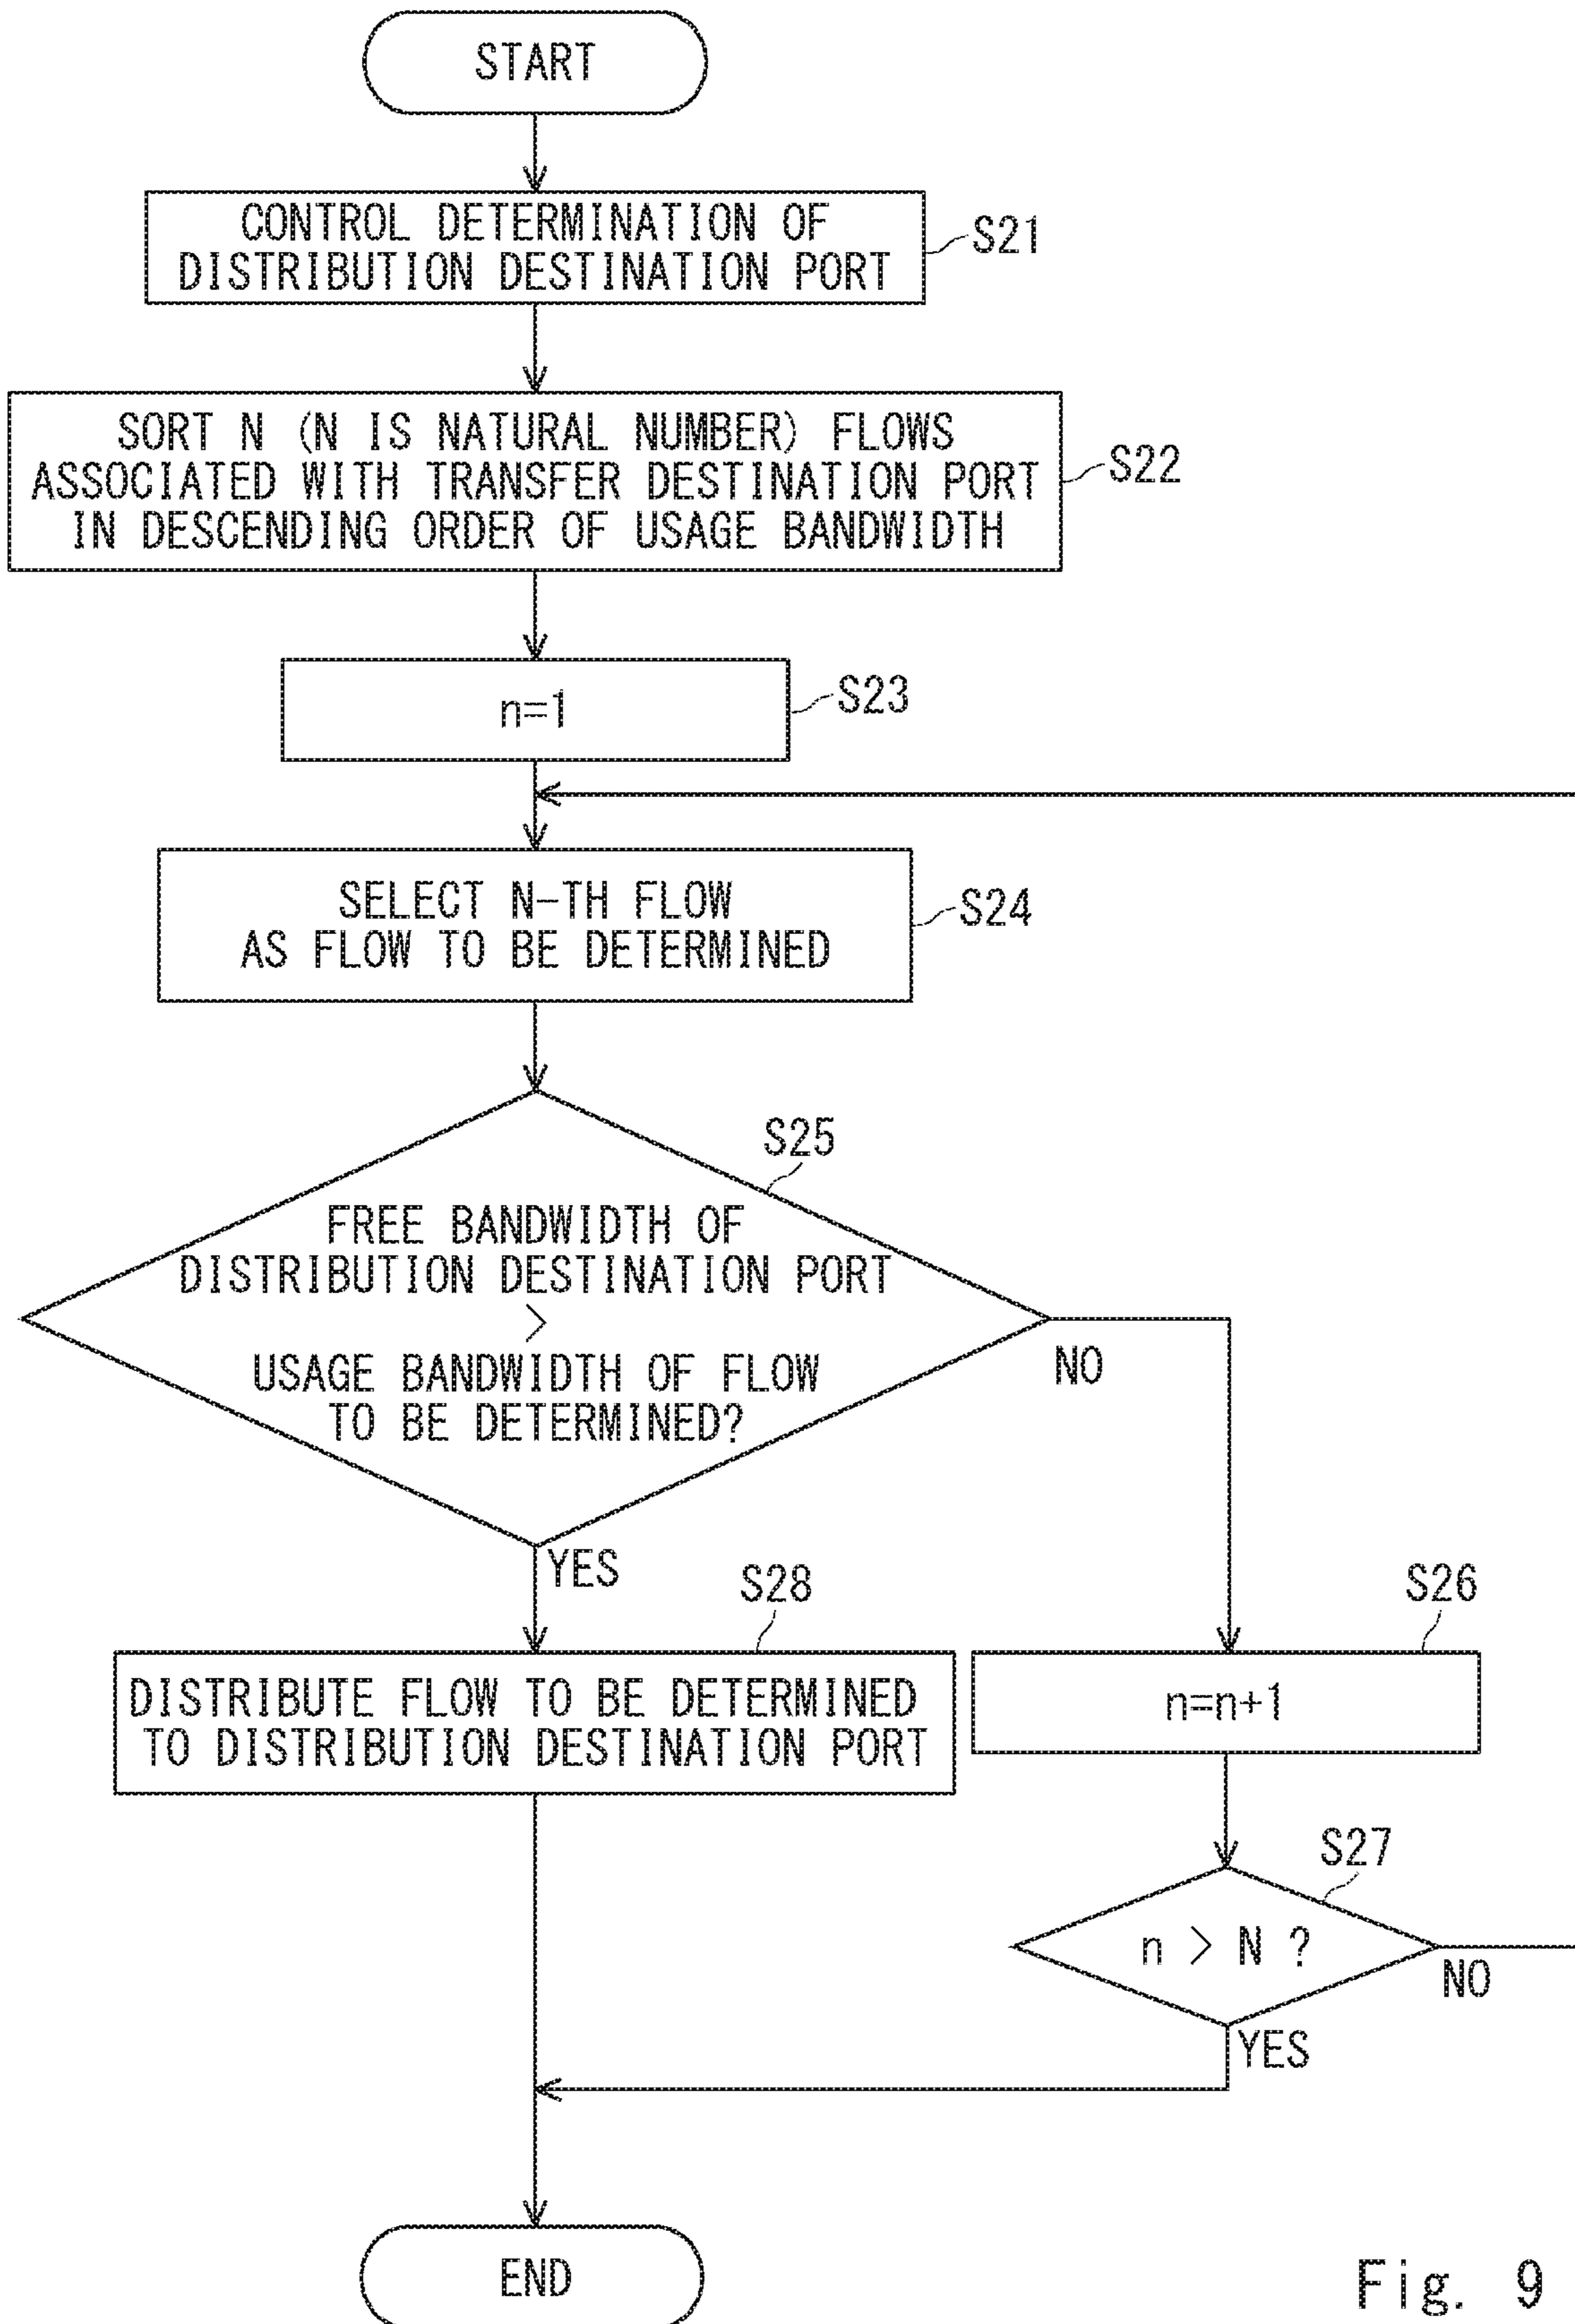 START
CONTROL DETERMINATION OF
DISTRIBUTION DESTINATION PORT
S21
SORT N (N IS NATURAL NUMBER) FLOWS
ASSOCIATED WITH TRANSFER DESTINATION PORT
IN DESCENDING ORDER OF USAGE BANDWIDTH
S22
n=1
S23
SELECT N-TH FLOW
AS FLOW TO BE DETERMINED
S24
S25
FREE BANDWIDTH OF
DISTRIBUTION DESTINATION PORT
>
USAGE BANDWIDTH OF FLOW
TO BE DETERMINED?
NO
YES
S28
DISTRIBUTE FLOW TO BE DETERMINED
TO DISTRIBUTION DESTINATION PORT
S26
n=n+1
S27
n > N ?
NO
YES
END
Fig. 9